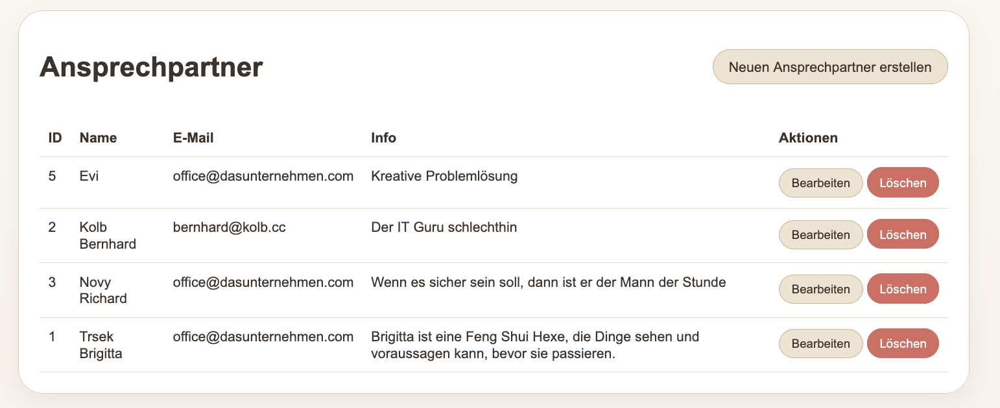 Ansprechpartner
Neuen Ansprechpartner erstellen
ID Name E-Mail Info Aktionen
5 Evi office@dasunternehmen.com Kreative Problemlösung Bearbeiten Löschen
2 Kolb bernhard@kolb.cc Der IT Guru schlechthin Bearbeiten Löschen
Bernhard
3 Novy office@dasunternehmen.com Wenn es sicher sein soll, dann ist er der Mann der Stunde Bearbeiten Löschen
Richard
1 Trsek office@dasunternehmen.com Brigitta ist eine Feng Shui Hexe, die Dinge sehen und Bearbeiten Löschen
Brigitta voraussagen kann, bevor sie passieren.